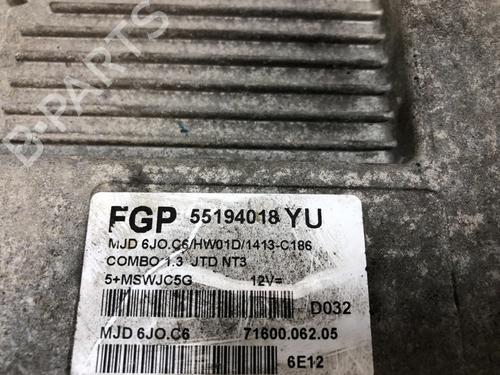 B-PARTS
FGP 55194018 YU
MJD 6JO.C6/HW01D/1413-C186
COMBO 1.3 JTD NT3
5+MSWJC5G 12V=
D032
MJD 6JO.C6 71600.062.05
6E12